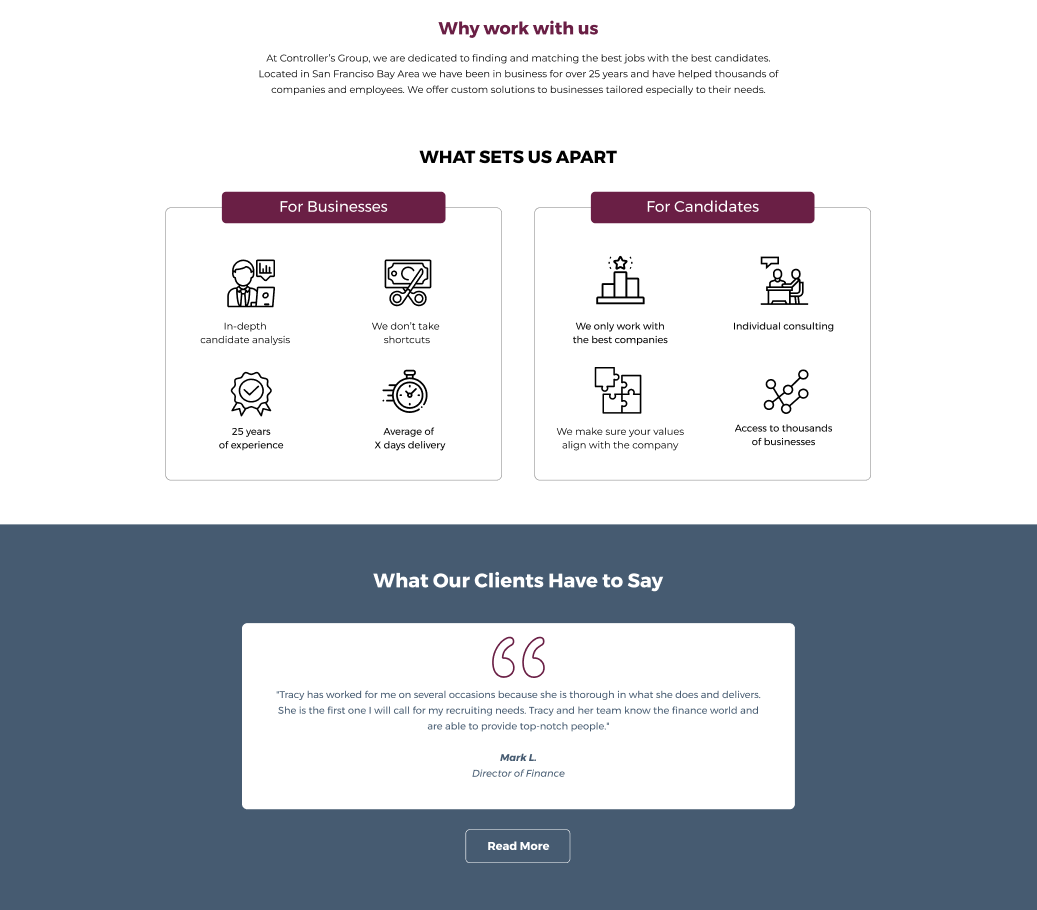 Why work with us
At Controller's Group, we are dedicated to finding and matching the best jobs with the best candidates.
Located in San Franciso Bay Area we have been in business for over 25 years and have helped thousands of
companies and employees. We offer custom solutions to businesses tailored especially to their needs.
WHAT SETS US APART
For Businesses
In-depth
candidate analysis
We don't take
shortcuts
25 years
of experience
Average of
X days delivery
For Candidates
We only work with
the best companies
Individual consulting
We make sure your values
align with the company
Access to thousands
of businesses
What Our Clients Have to Say
"Tracy has worked for me on several occasions because she is thorough in what she does and delivers.
She is the first one I will call for my recruiting needs. Tracy and her team know the finance world and
are able to provide top-notch people."
Mark L.
Director of Finance
Read More